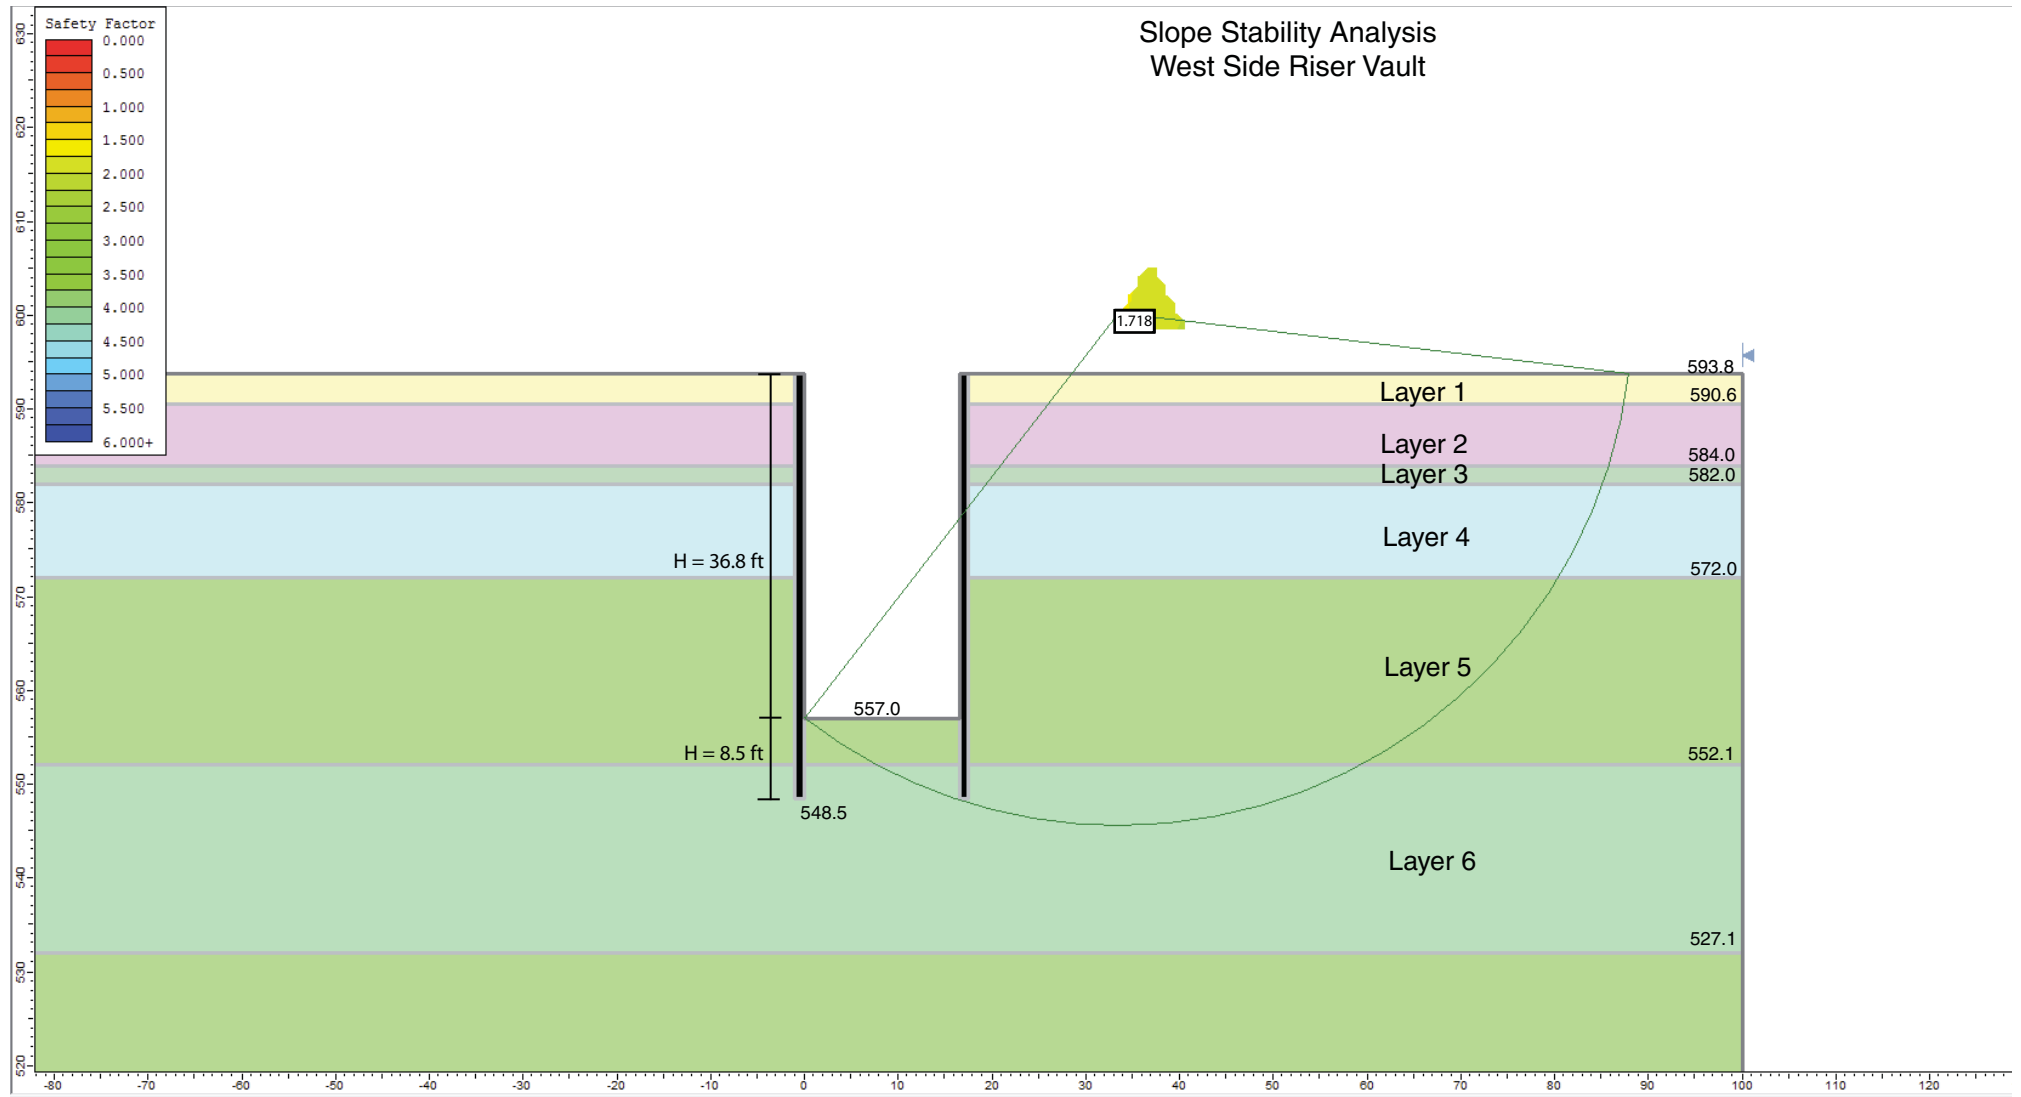 Slope Stability Analysis
West Side Riser Vault
Safety Factor
0.000
0.500
1.000
1.500
2.000
2.500
3.000
3.500
4.000
4.500
5.000
5.500
6.000+
630
620
610
600
590
580
570
560
550
540
530
520
1.718
593.8
Layer 1
590.6
Layer 2
584.0
Layer 3
582.0
Layer 4
H = 36.8 ft
572.0
Layer 5
557.0
H = 8.5 ft
552.1
548.5
Layer 6
527.1
-80 -70 -60 -50 -40 -30 -20 -10 0 10 20 30 40 50 60 70 80 90 100 110 120